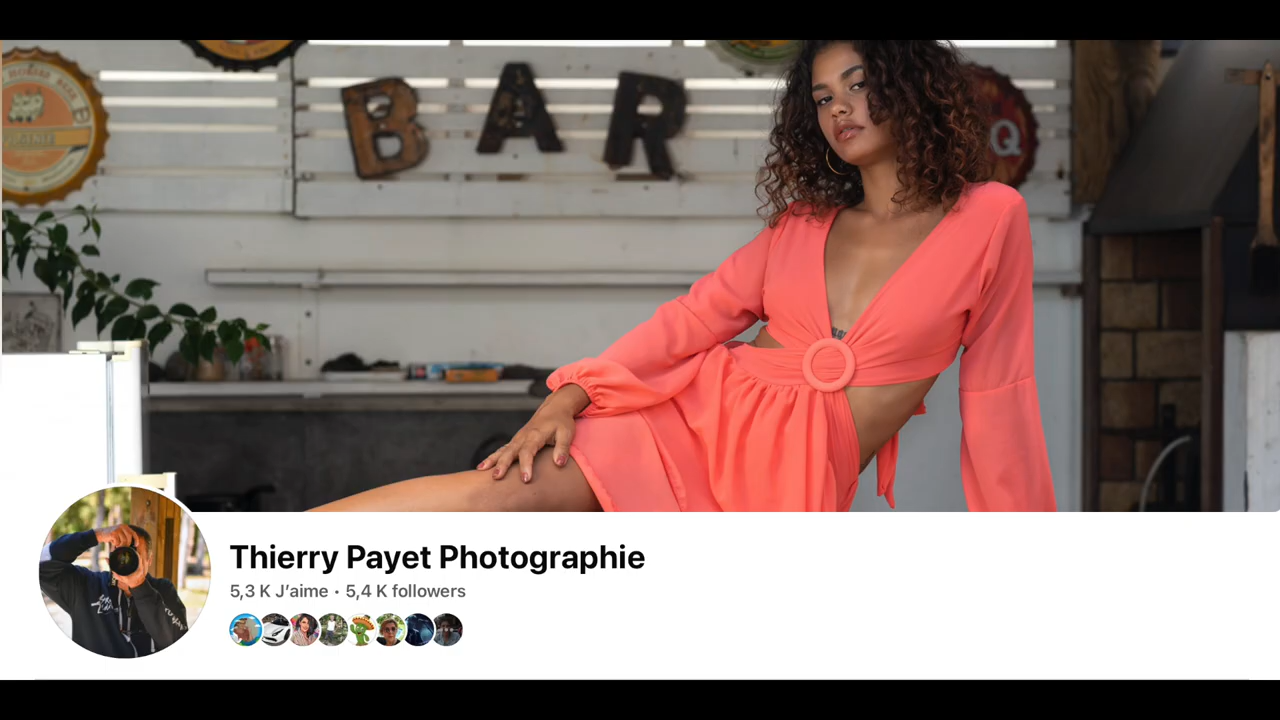 BAR
Q
Thierry Payet Photographie
5,3 K J’aime · 5,4 K followers